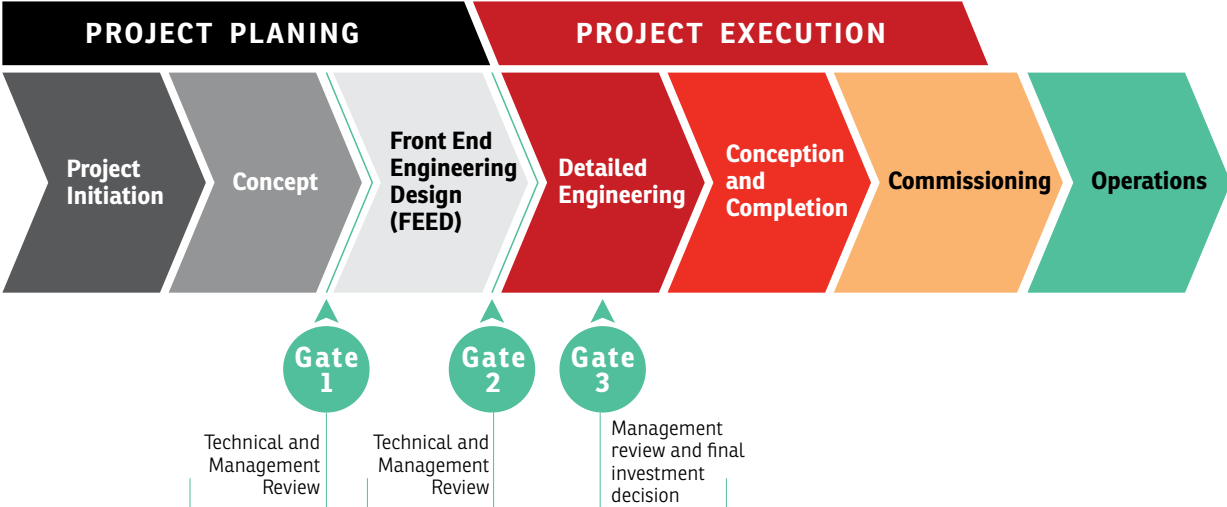 PROJECT PLANING
PROJECT EXECUTION
Project
Initiation
Concept
Front End
Engineering
Design
(FEED)
Detailed
Engineering
Conception
and
Completion
Commissioning
Operations
Gate
1
Gate
2
Gate
3
Technical and
Management
Review
Technical and
Management
Review
Management
review and final
investment
decision